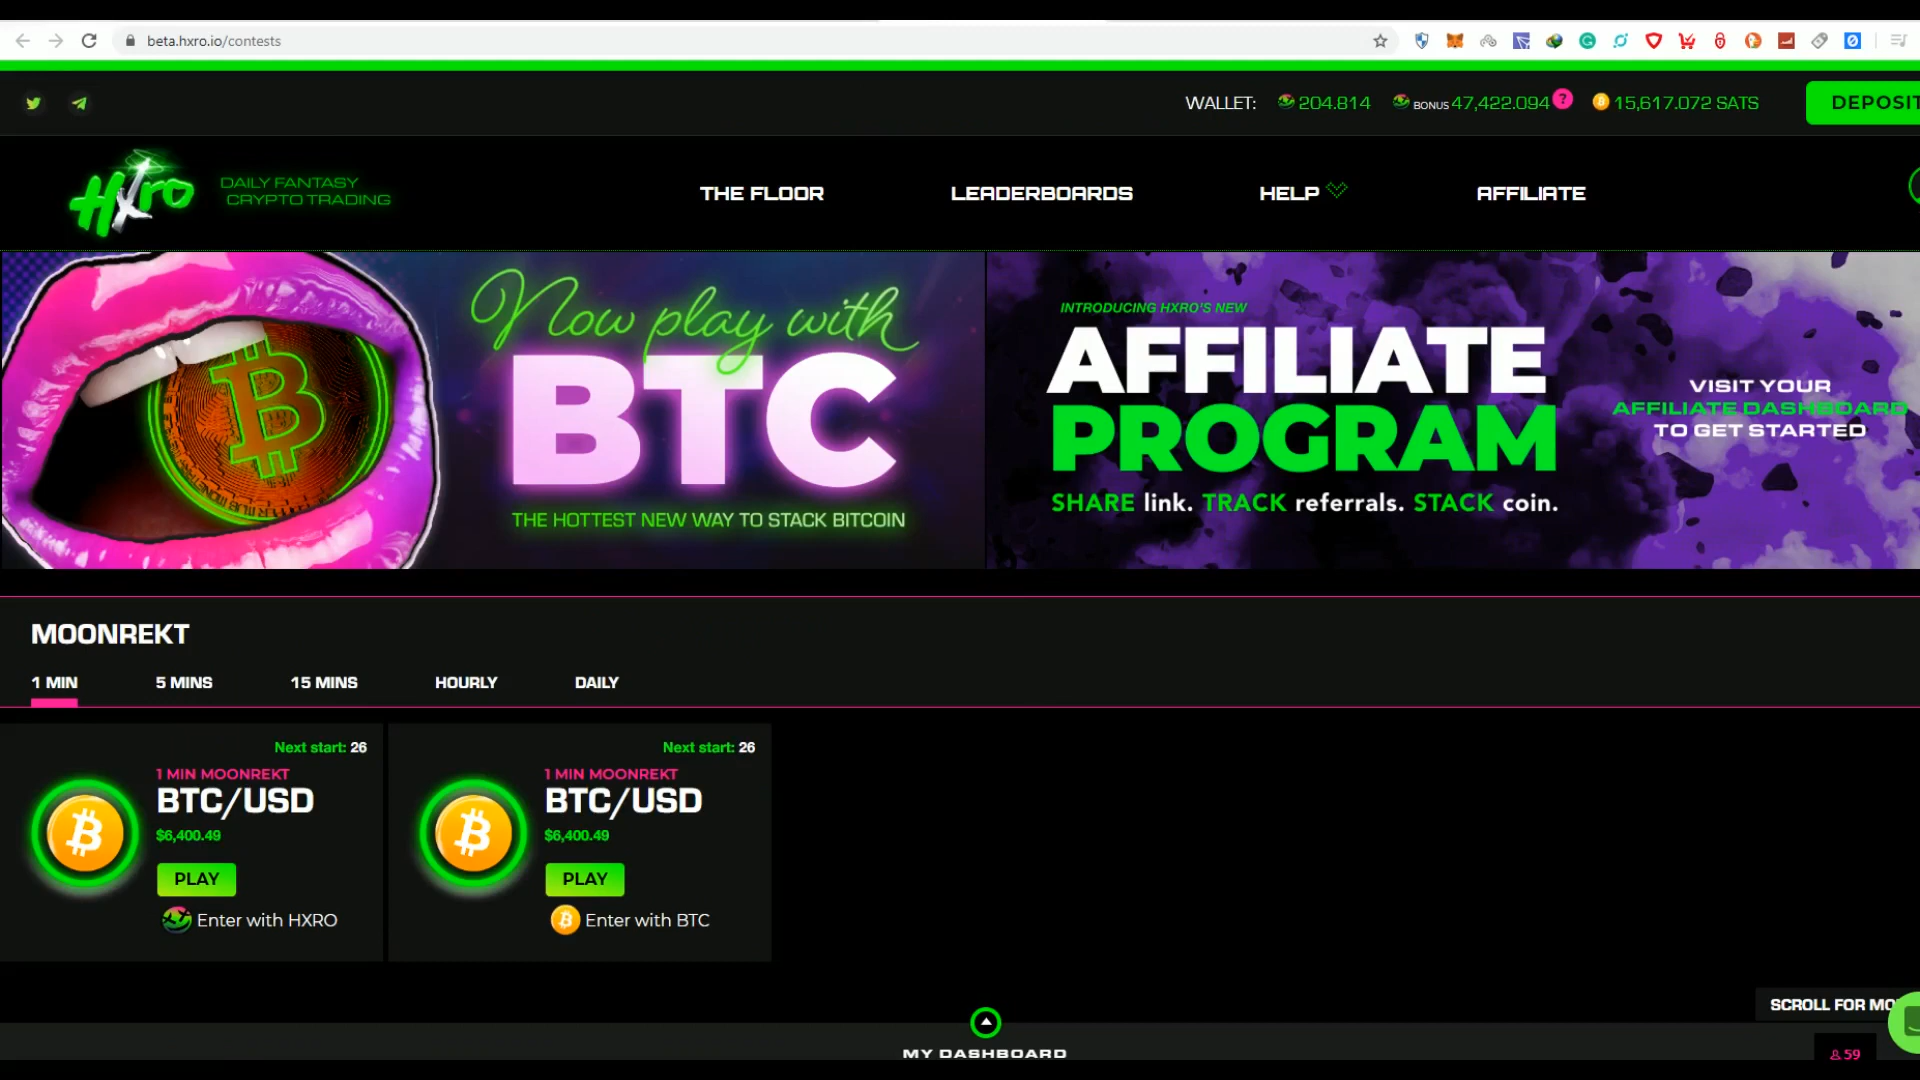 beta.hxro.io/contests
WALLET: 204.814 BONUS 47,422.094 ? 15,617.072 SATS
DEPOSIT
Hxro
DAILY FANTASY
CRYPTO TRADING
THE FLOOR
LEADERBOARDS
HELP
AFFILIATE
Now play with
BTC
THE HOTTEST NEW WAY TO STACK BITCOIN
INTRODUCING HXRO'S NEW
AFFILIATE
PROGRAM
SHARE link. TRACK referrals. STACK coin.
VISIT YOUR
AFFILIATE DASHBOARD
TO GET STARTED
MOONREKT
1 MIN
5 MINS
15 MINS
HOURLY
DAILY
Next start: 26
1 MIN MOONREKT
BTC/USD
$6,400.49
PLAY
Enter with HXRO
Next start: 26
1 MIN MOONREKT
BTC/USD
$6,400.49
PLAY
Enter with BTC
SCROLL FOR MO
MY DASHBOARD
59